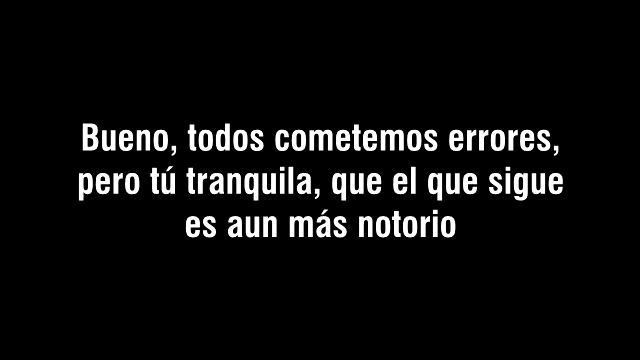 Bueno, todos cometemos errores,
pero tú tranquila, que el que sigue
es aun más notorio